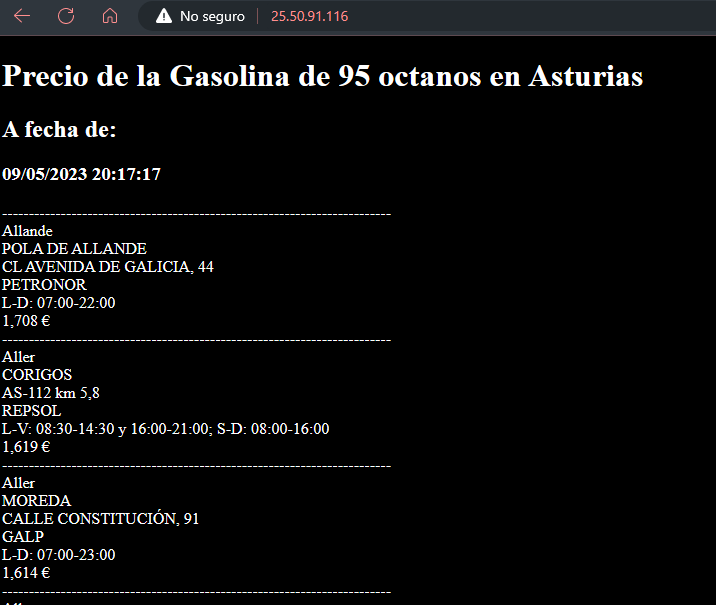 No seguro
25.50.91.116
Precio de la Gasolina de 95 octanos en Asturias
A fecha de:
09/05/2023 20:17:17
-------------------------------------------------------------------------
Allande
POLA DE ALLANDE
CL AVENIDA DE GALICIA, 44
PETRONOR
L-D: 07:00-22:00
1,708 €
-------------------------------------------------------------------------
Aller
CORIGOS
AS-112 km 5,8
REPSOL
L-V: 08:30-14:30 y 16:00-21:00; S-D: 08:00-16:00
1,619 €
-------------------------------------------------------------------------
Aller
MOREDA
CALLE CONSTITUCIÓN, 91
GALP
L-D: 07:00-23:00
1,614 €
-------------------------------------------------------------------------